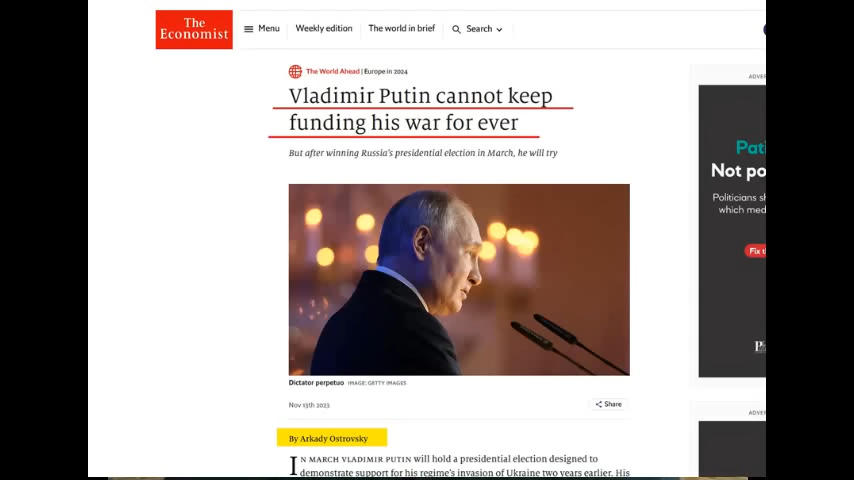 The
Economist
Menu
Weekly edition
The world in brief
Search
The World Ahead | Europe in 2024
Vladimir Putin cannot keep
funding his war for ever
But after winning Russia's presidential election in March, he will try
Dictator perpetuo IMAGE: GETTY IMAGES
Nov 13th 2023
Share
By Arkady Ostrovsky
IN MARCH VLADIMIR PUTIN will hold a presidential election designed to
demonstrate support for his regime's invasion of Ukraine two years earlier. His
ADVER
Pati
Not po
Politicians sh
which med
Fix t
ADVER